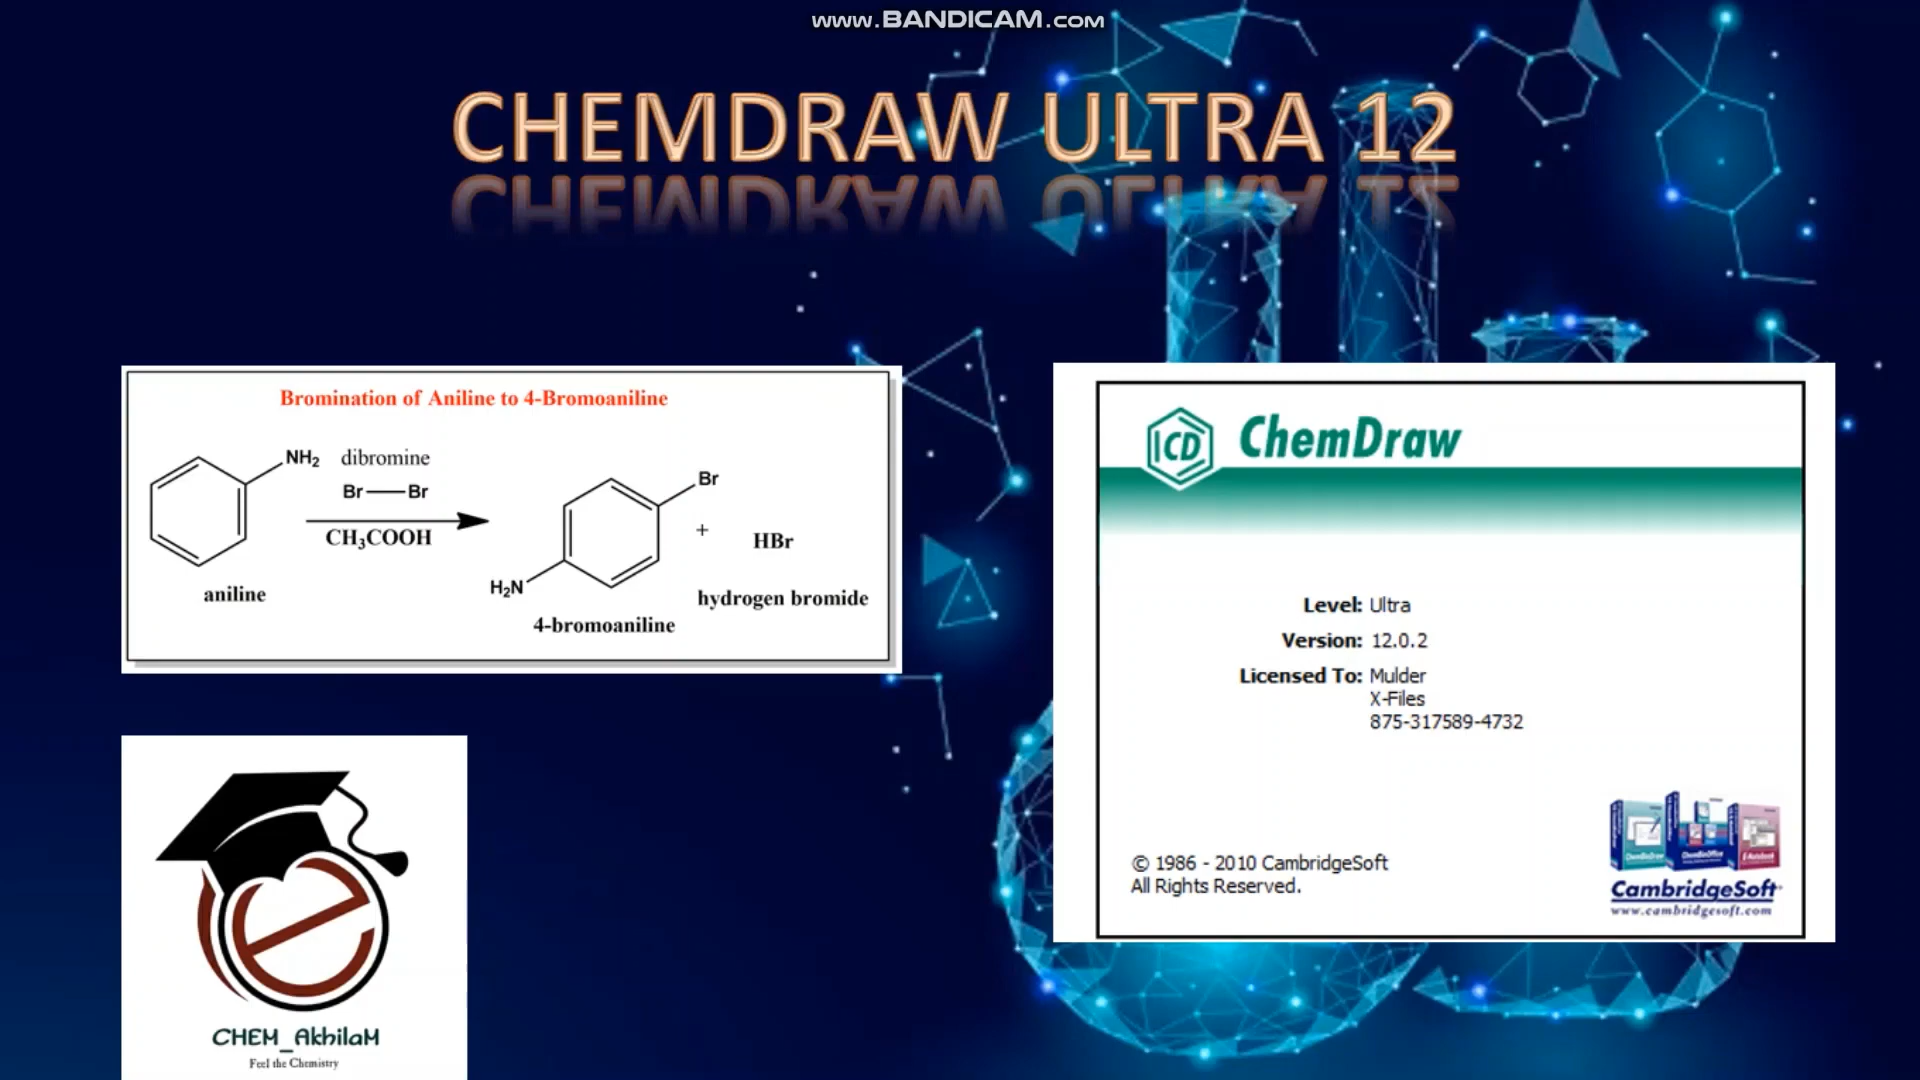 www.BANDICAM.com
CHEMDRAW ULTRA 12
Bromination of Aniline to 4-Bromoaniline
NH2 dibromine
Br Br
CH3COOH
aniline
Br
+
HBr
H2N
hydrogen bromide
4-bromoaniline
CHEM_AkhilaM
Feel the Chemistry
ICD ChemDraw
Level: Ultra
Version: 12.0.2
Licensed To: Mulder
X-Files
875-317589-4732
© 1986 - 2010 CambridgeSoft
All Rights Reserved.
CambridgeSoft
www.cambridgesoft.com